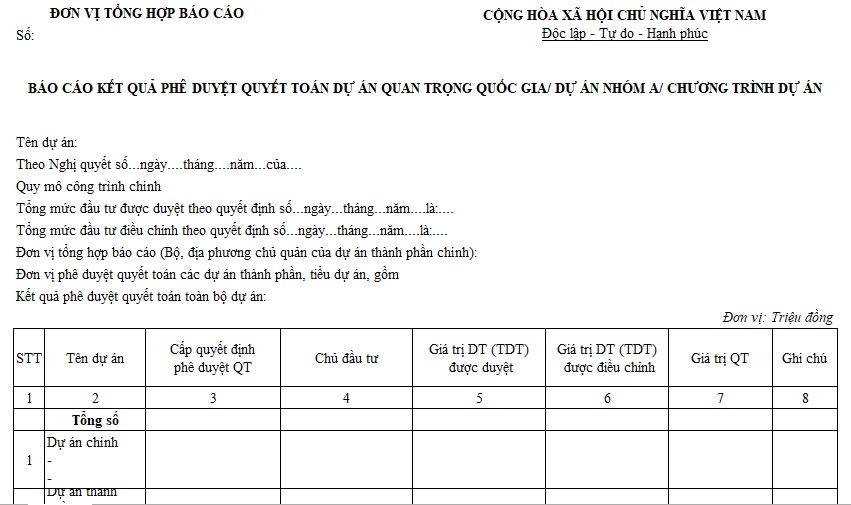 ĐƠN VỊ TỔNG HỢP BÁO CÁO
CỘNG HÒA XÃ HỘI CHỦ NGHĨA VIỆT NAM
Số:
Độc lập - Tự do - Hạnh phúc
BÁO CÁO KẾT QUẢ PHÊ DUYỆT QUYẾT TOÁN DỰ ÁN QUAN TRỌNG QUỐC GIA/ DỰ ÁN NHÓM A/ CHƯƠNG TRÌNH DỰ ÁN
Tên dự án:
Theo Nghị quyết số...ngày....tháng....năm...của....
Quy mô công trình chinh
Tổng mức đầu tư được duyệt theo quyết định số...ngày...tháng...năm....là:....
Tổng mức đầu tư điều chính theo quyết định số...ngày...tháng...năm....là:....
Đơn vị tổng hợp báo cáo (Bộ, địa phương chủ quản của dự án thành phần chinh):
Đơn vị phê duyệt quyết toán các dự án thành phần, tiểu dự án, gồm
Kết quả phê duyệt quyết toán toàn bộ dự án:
Đơn vị: Triệu đồng
STT
Tên dự án
Cấp quyết định
phê duyệt QT
Chủ đầu tư
Giá trị DT (TDT)
được duyệt
Giá trị DT (TDT)
được điều chính
Giá trị QT
Ghi chú
1 2 3 4 5 6 7 8
Tổng số
1
Dự án chinh
-
-
Dự án thành